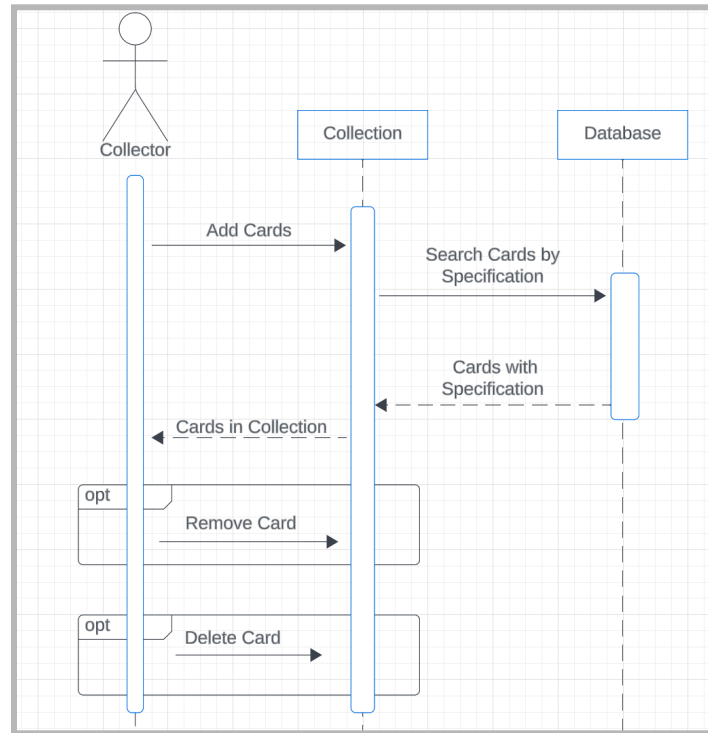 Collector
Collection
Database
Add Cards
Search Cards by
Specification
Cards with
Specification
Cards in Collection
opt
Remove Card
opt
Delete Card